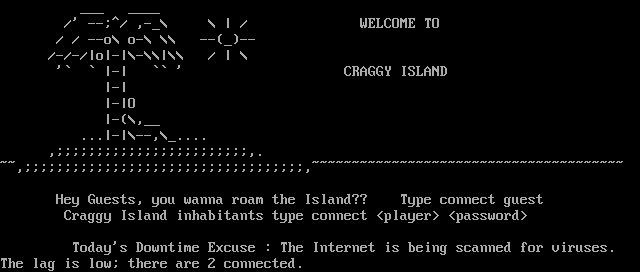 WELCOME TO
CRAGGY ISLAND
Hey Guests, you wanna roam the Island??    Type connect guest
Craggy Island inhabitants type connect <player> <password>
Today's Downtime Excuse : The Internet is being scanned for viruses.
The lag is low; there are 2 connected.